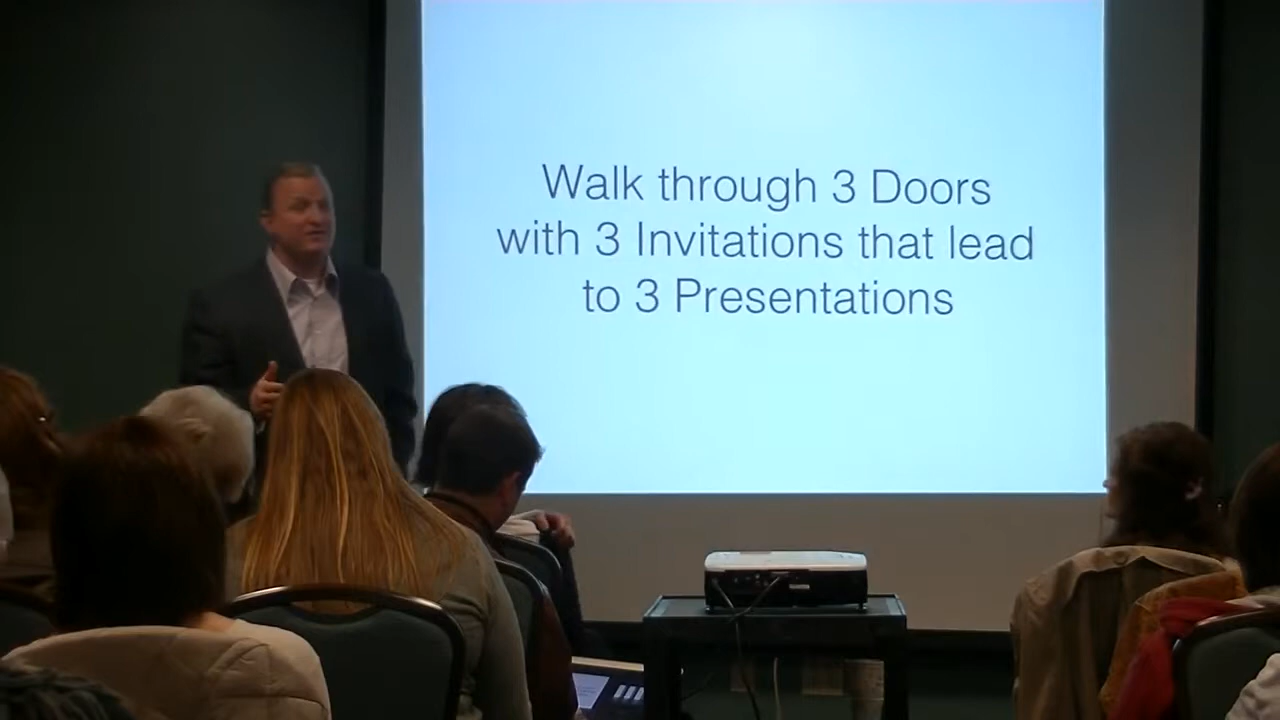 Walk through 3 Doors
with 3 Invitations that lead
to 3 Presentations